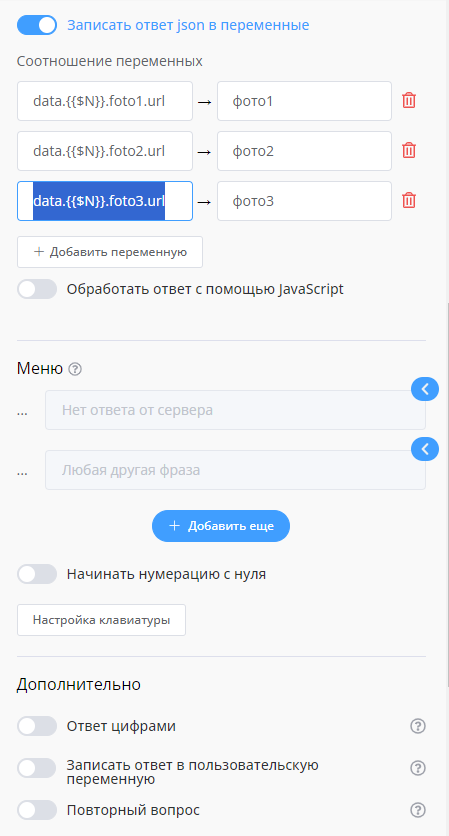 Записать ответ json в переменные
Соотношение переменных
data.{{$N}}.foto1.url → фото1
data.{{$N}}.foto2.url → фото2
data.{{$N}}.foto3.url → фото3
+ Добавить переменную
Обработать ответ с помощью JavaScript
Меню ?
... Нет ответа от сервера
... Любая другая фраза
+ Добавить еще
Начинать нумерацию с нуля
Настройка клавиатуры
Дополнительно
Ответ цифрами ?
Записать ответ в пользовательскую ?
переменную
Повторный вопрос ?